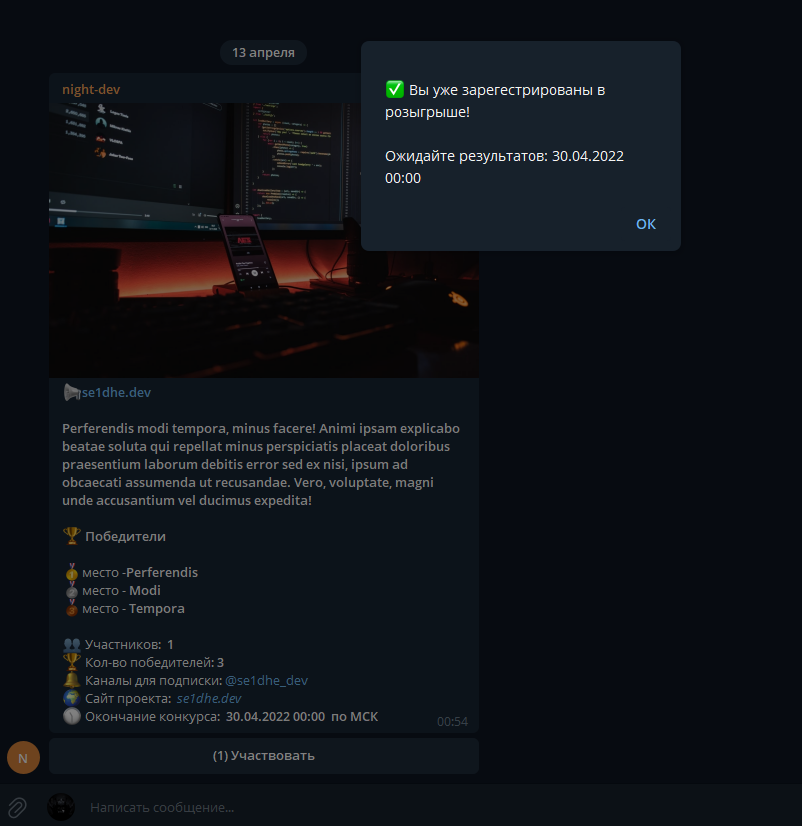 13 апреля
night-dev
✅ Вы уже зарегестрированы в
розыгрыше!
Ожидайте результатов: 30.04.2022
00:00
ОК
se1dhe.dev
Perferendis modi tempora, minus facere! Animi ipsam explicabo
beatae soluta qui repellat minus perspiciatis placeat doloribus
praesentium laborum debitis error sed ex nisi, ipsum ad
obcaecati assumenda ut recusandae. Vero, voluptate, magni
unde accusantium vel ducimus expedita!
🏆 Победители
🥇 место -Perferendis
🥈 место - Modi
🥉 место - Tempora
👥 Участников: 1
🏆 Кол-во победителей: 3
🔔 Каналы для подписки: @se1dhe_dev
🌍 Сайт проекта: se1dhe.dev
🕔 Окончание конкурса: 30.04.2022 00:00 по МСК
00:54
(1) Участвовать
N
Написать сообщение...